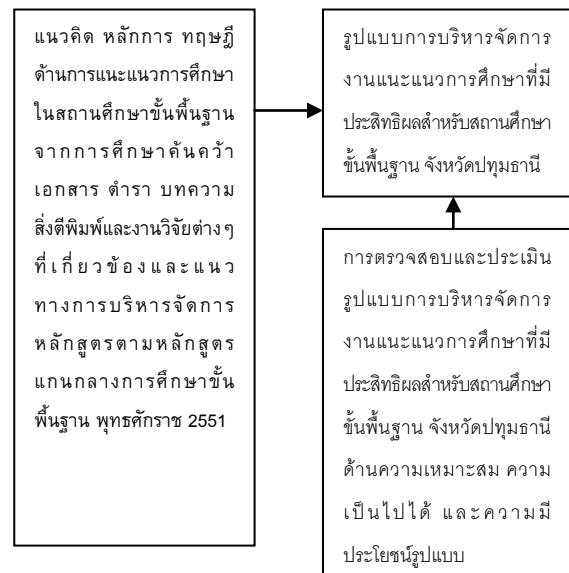 แนวคิด หลักการ ทฤษฎี
ด้านการแนะแนวการศึกษา
ในสถานศึกษาขั้นพื้นฐาน
จากการศึกษาค้นคว้า
เอกสาร ตำรา บทความ
สิ่งตีพิมพ์และงานวิจัยต่างๆ
ที่เกี่ยวข้องและแนว
ทางการบริหารจัดการ
หลักสูตรตามหลักสูตร
แกนกลางการศึกษาขั้น
พื้นฐาน พุทธศักราช 2551
รูปแบบการบริหารจัดการ
งานแนะแนวการศึกษาที่มี
ประสิทธิผลสำหรับสถานศึกษา
ขั้นพื้นฐาน จังหวัดปทุมธานี
การตรวจสอบและประเมิน
รูปแบบการบริหารจัดการ
งานแนะแนวการศึกษาที่มี
ประสิทธิผลสำหรับสถานศึกษา
ขั้นพื้นฐาน จังหวัดปทุมธานี
ด้านความเหมาะสม ความ
เป็นไปได้ และความมี
ประโยชน์รูปแบบ